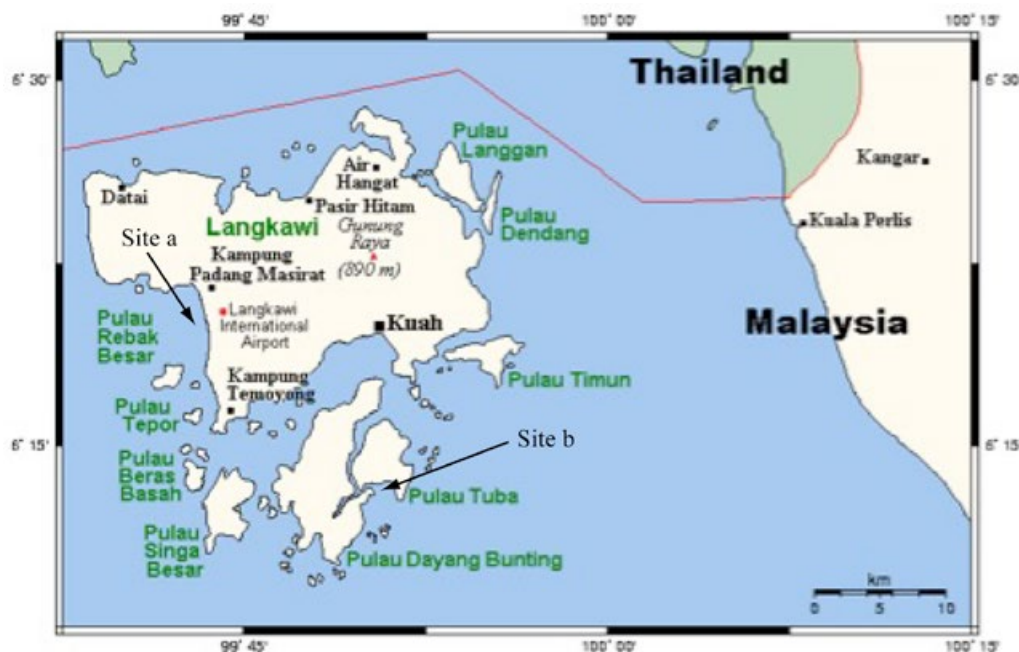 99˚ 45'
100˚ 00'
100˚ 15'
6˚ 30'
6˚ 30'
Thailand
Pulau
Langgan
Air
Hangat
Kangar
Datai
Pasir Hitam
Langkawi
Gunung
Raya
(890 m)
Pulau
Dendang
Kuala Perlis
Site a
Kampung
Padang Masirat
Langkawi
International
Airport
Kuah
Malaysia
Pulau
Rebak
Besar
Kampung
Temoyong
Pulau Timun
Pulau
Tepor
Site b
6˚ 15'
6˚ 15'
Pulau
Beras
Basah
Pulau Tuba
Pulau
Singa
Besar
Pulau Dayang Bunting
km
0 5 10
99˚ 45'
100˚ 00'
100˚ 15'